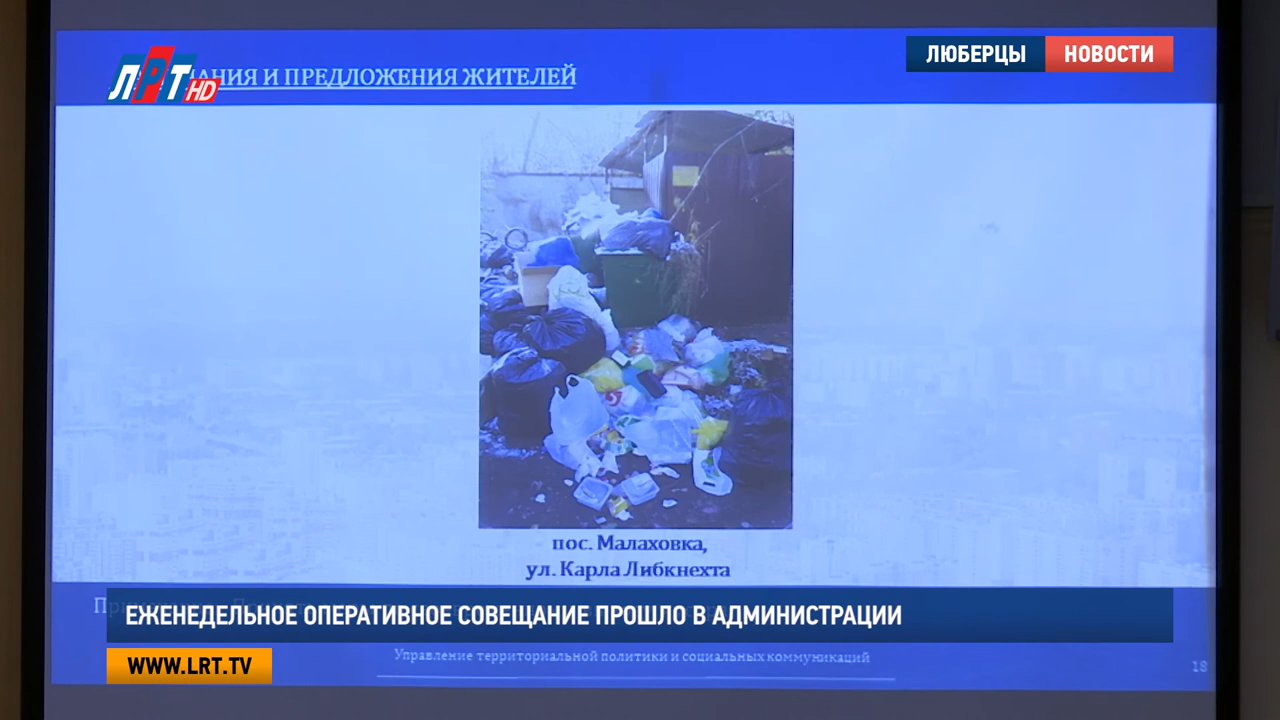 ЛРТ HD
ЛЮБЕРЦЫ НОВОСТИ
И ПРЕДЛОЖЕНИЯ ЖИТЕЛЕЙ
пос. Малаховка,
ул. Карла Либкнехта
ЕЖЕНЕДЕЛЬНОЕ ОПЕРАТИВНОЕ СОВЕЩАНИЕ ПРОШЛО В АДМИНИСТРАЦИИ
WWW.LRT.TV
Управление территориальной политики и социальных коммуникаций
18